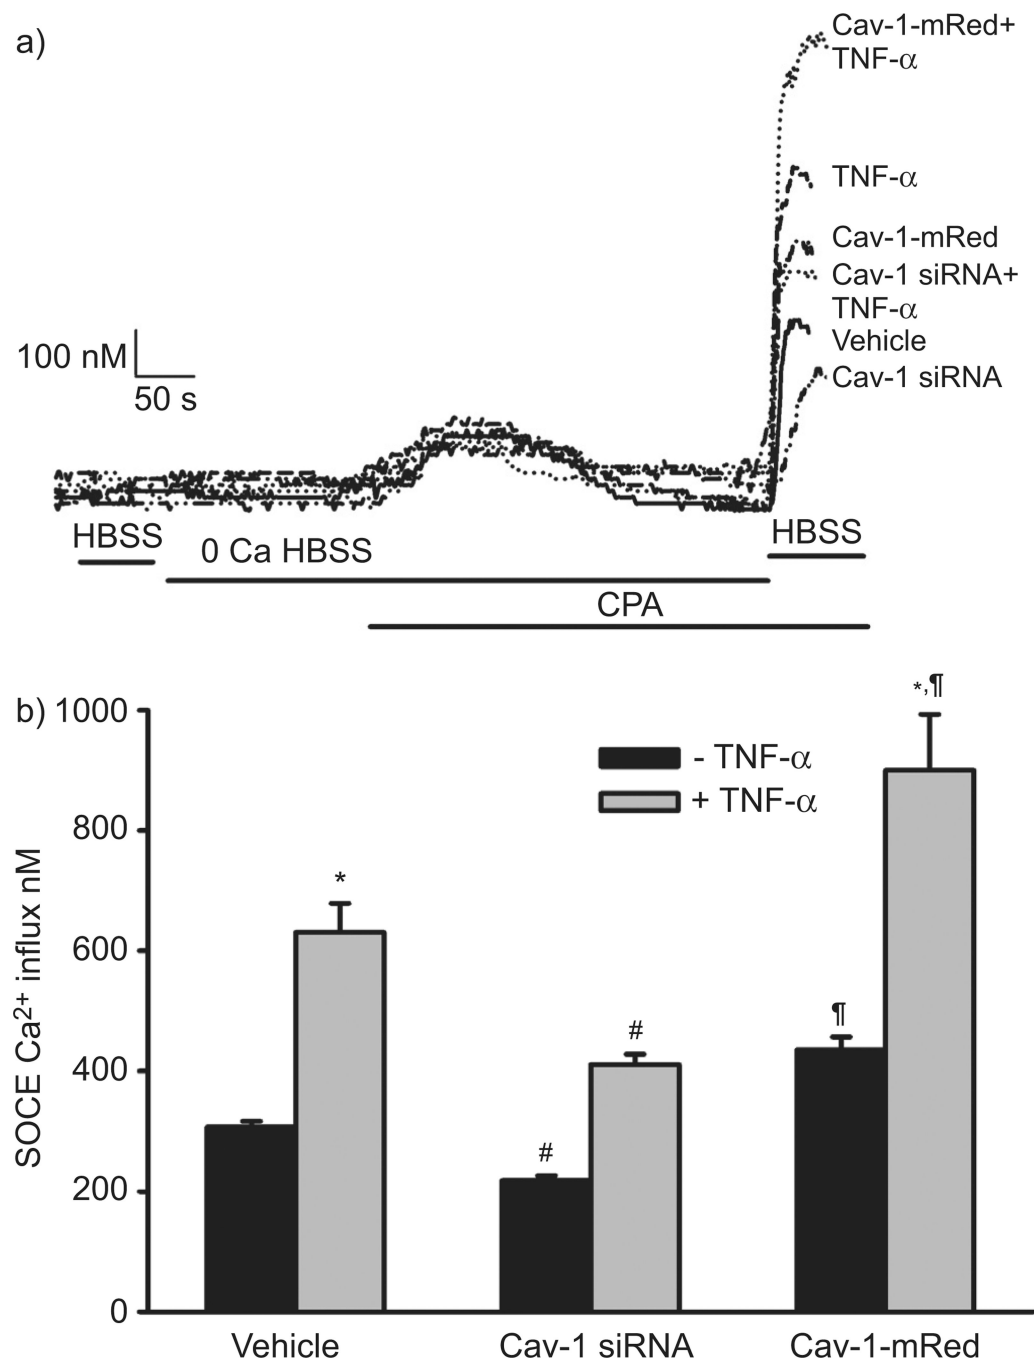 a)
Cav-1-mRed+
TNF-α
TNF-α
Cav-1-mRed
Cav-1 siRNA+
TNF-α
Vehicle
Cav-1 siRNA
100 nM
50 s
HBSS
0 Ca HBSS
HBSS
CPA
b)
*,¶
1000
- TNF-α
+ TNF-α
800
*
600
¶
#
400
#
200
0
SOCE Ca²⁺ influx nM
Vehicle
Cav-1 siRNA
Cav-1-mRed